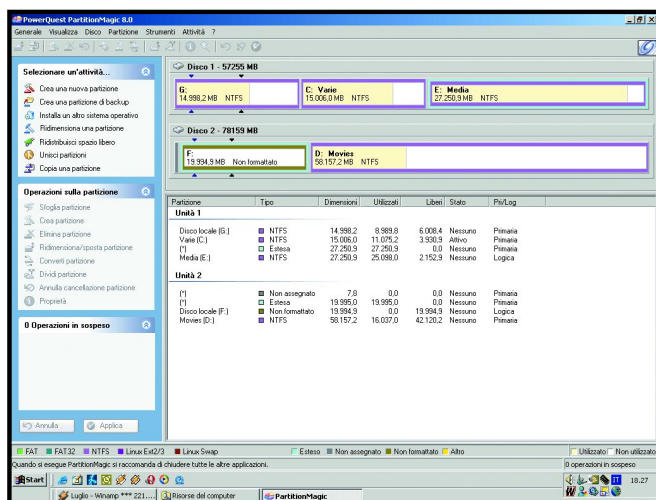 PowerQuest PartitionMagic 8.0
Generale Visualizza Disco Partizione Strumenti Attività ?
Selezionare un'attività...
Crea una nuova partizione
Crea una partizione di backup
Installa un altro sistema operativo
Ridimensiona una partizione
Ridistribuisci spazio libero
Unisci partizioni
Copia una partizione
Operazioni sulla partizione
Sfoglia partizione
Crea partizione
Elimina partizione
Ridimensiona/sposta partizione
Converti partizione
Dividi partizione
Annulla cancellazione partizione
Proprietà
0 Operazioni in sospeso
Annulla Applica
Disco 1 - 57255 MB
G: C: Varie E: Media
14.998,2 MB NTFS 15.006,0 MB NTFS 27.250,9 MB NTFS
Disco 2 - 78159 MB
F: D: Movies
19.994,9 MB Non formattato 58.157,2 MB NTFS
Partizione Tipo Dimensioni Utilizzati Liberi Stato Pri/Log
Unità 1
Disco locale (G:) NTFS 14.998,2 8.989,8 6.008,4 Nessuno Primaria
Varie (C:) NTFS 15.006,0 11.075,2 3.930,9 Attivo Primaria
(*) Estesa 27.250,9 27.250,9 0,0 Nessuno Primaria
Media (E:) NTFS 27.250,9 25.098,0 2.152,9 Nessuno Logica
Unità 2
(*) Non assegnato 7,8 0,0 0,0 Nessuno Primaria
(*) Estesa 19.995,0 19.995,0 0,0 Nessuno Primaria
Disco locale (F:) Non formattato 19.994,9 0,0 19.994,9 Nessuno Logica
Movies (D:) NTFS 58.157,2 16.037,0 42.120,2 Nessuno Primaria
FAT FAT32 NTFS Linux Ext2/3 Linux Swap Esteso Non assegnato Non formattato Altro Utilizzato Non utilizzato
Quando si esegue PartitionMagic si raccomanda di chiudere tutte le altre applicazioni. 0 operazioni in sospeso
Start 18.27
Luglio - Winamp *** 221.... Risorse del computer PartitionMagic